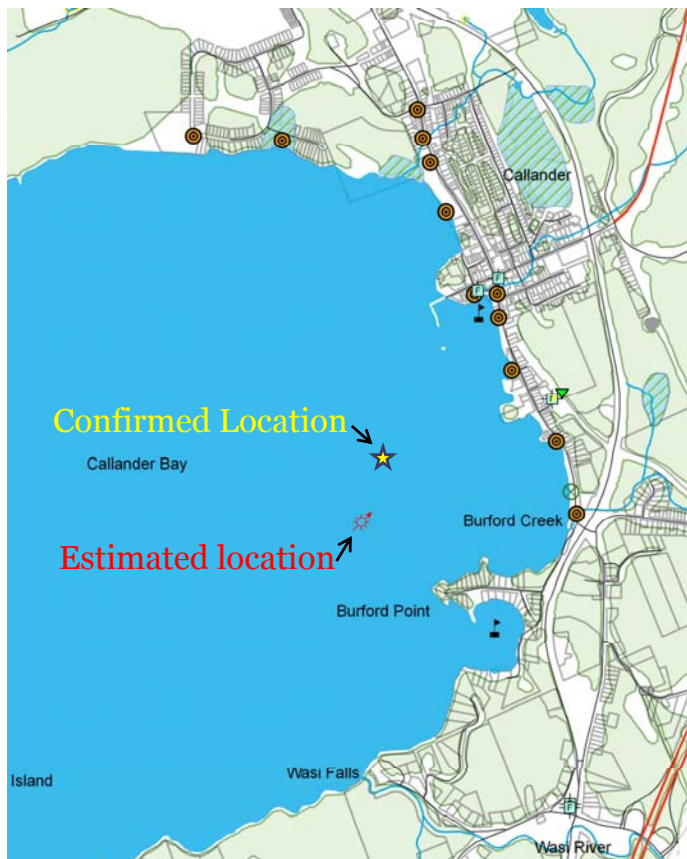 Callander
F
F
F
Confirmed Location
Callander Bay
Burford Creek
Estimated location
Burford Point
Wasi Falls
Island
F
Wasi River